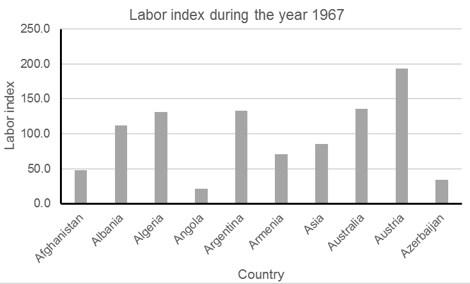 Labor index during the year 1967
Labor index
250.0
200.0
150.0
100.0
50.0
0.0
Afghanistan
Albania
Algeria
Angola
Argentina
Armenia
Asia
Australia
Austria
Azerbaijan
Country